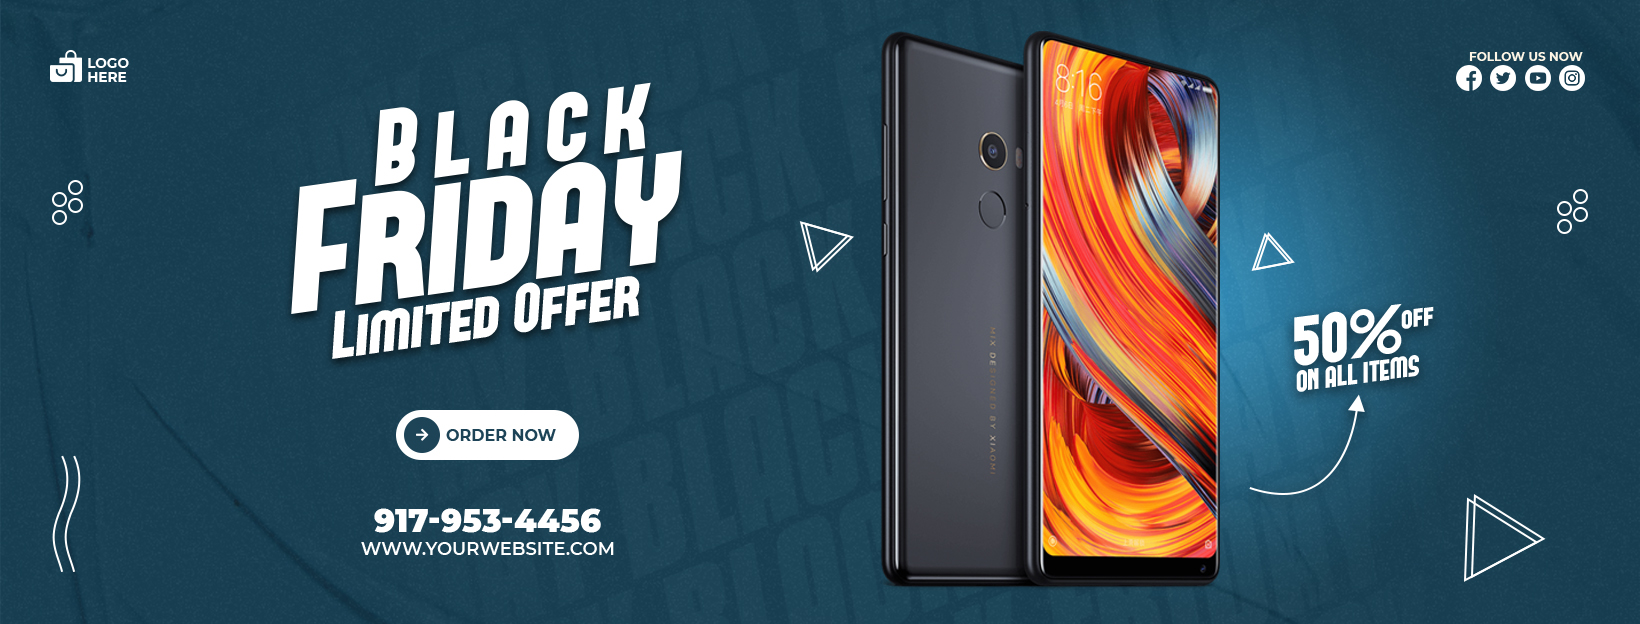 LOGO
HERE
FOLLOW US NOW
BLACK
FRIDAY
LIMITED OFFER
8:16
MIX DESIGNED BY XIAOMI
50% OFF
ON ALL ITEMS
ORDER NOW
917-953-4456
WWW.YOURWEBSITE.COM